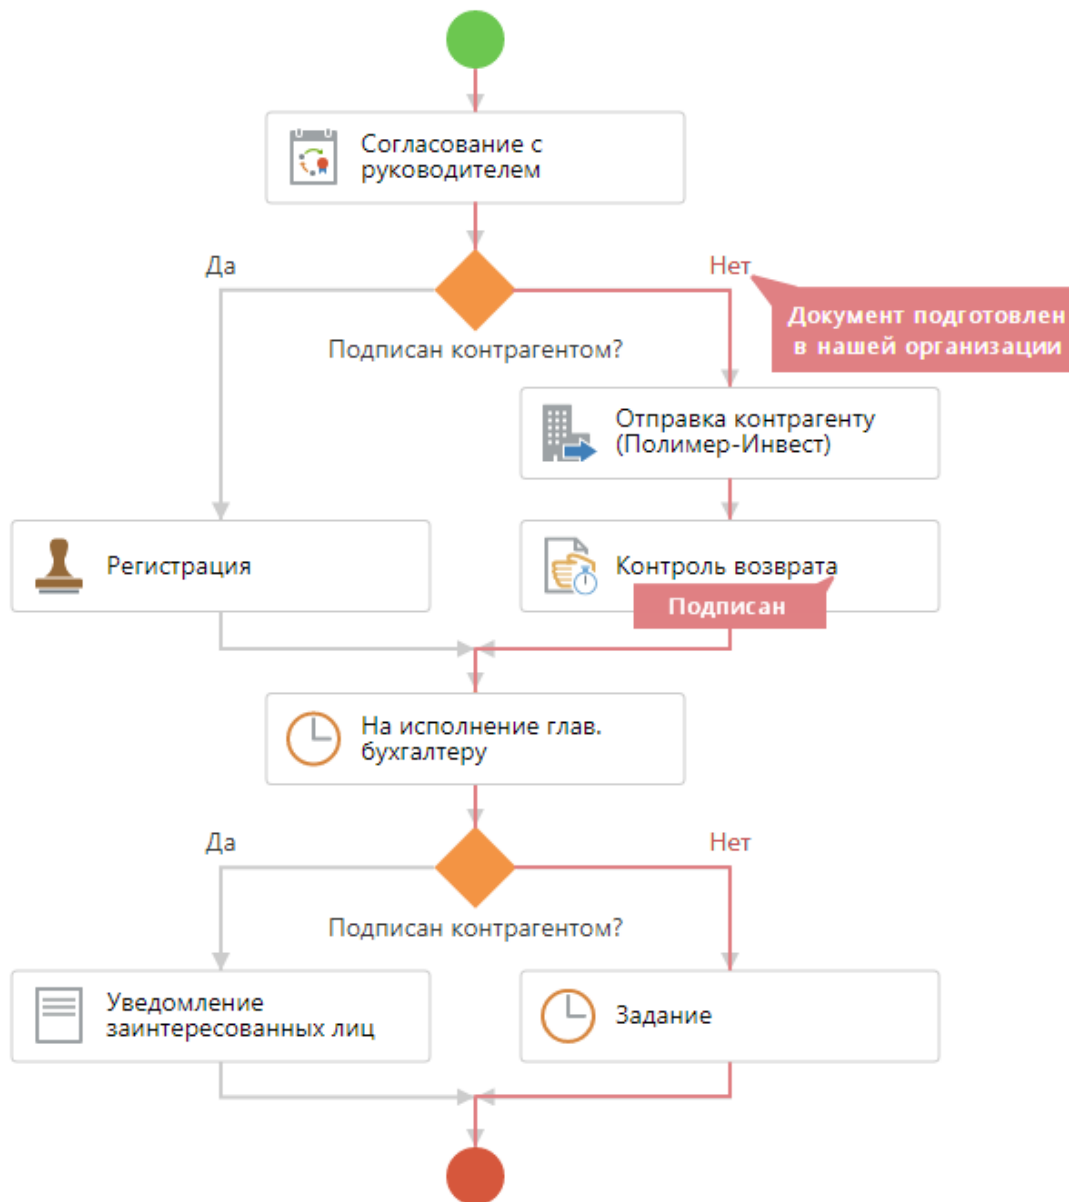 Согласование с
руководителем
Да
Нет
Документ подготовлен
в нашей организации
Подписан контрагентом?
Отправка контрагенту
(Полимер-Инвест)
Регистрация
Контроль возврата
Подписан
На исполнение глав.
бухгалтеру
Да
Нет
Подписан контрагентом?
Уведомление
заинтересованных лиц
Задание